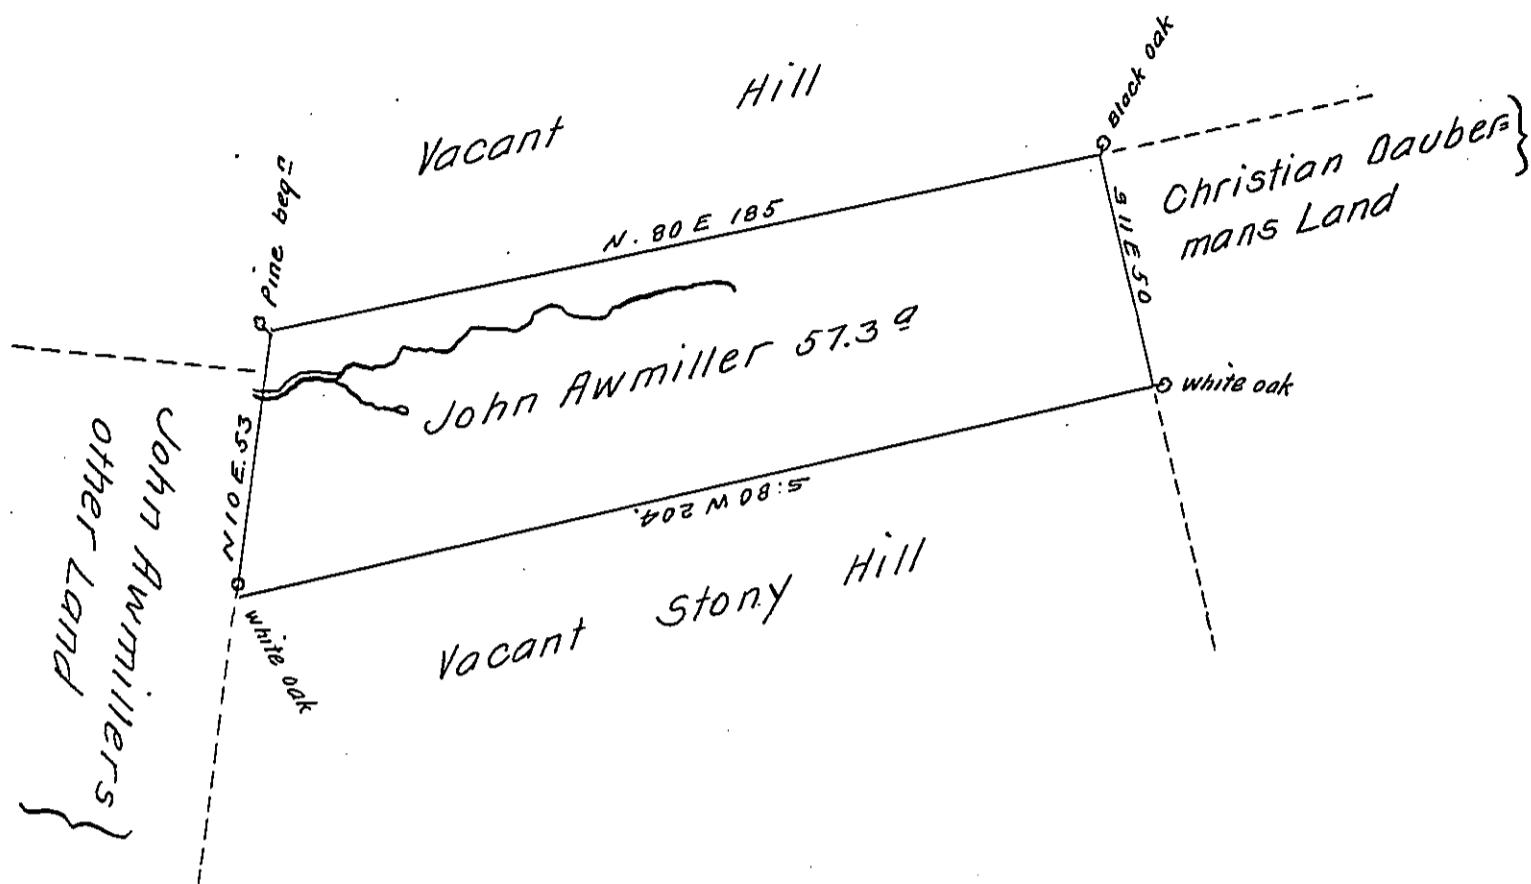 Vacant Hill
Black oak
Pine beqn
Christian Dauber=
mans Land
N. 80 E 185
S 11 E 50
John Awmiller 57.3 a
white oak
N 10 E. 53
S: 80 W 204.
John Awmillers
other Land
white oak
Vacant Stony Hill